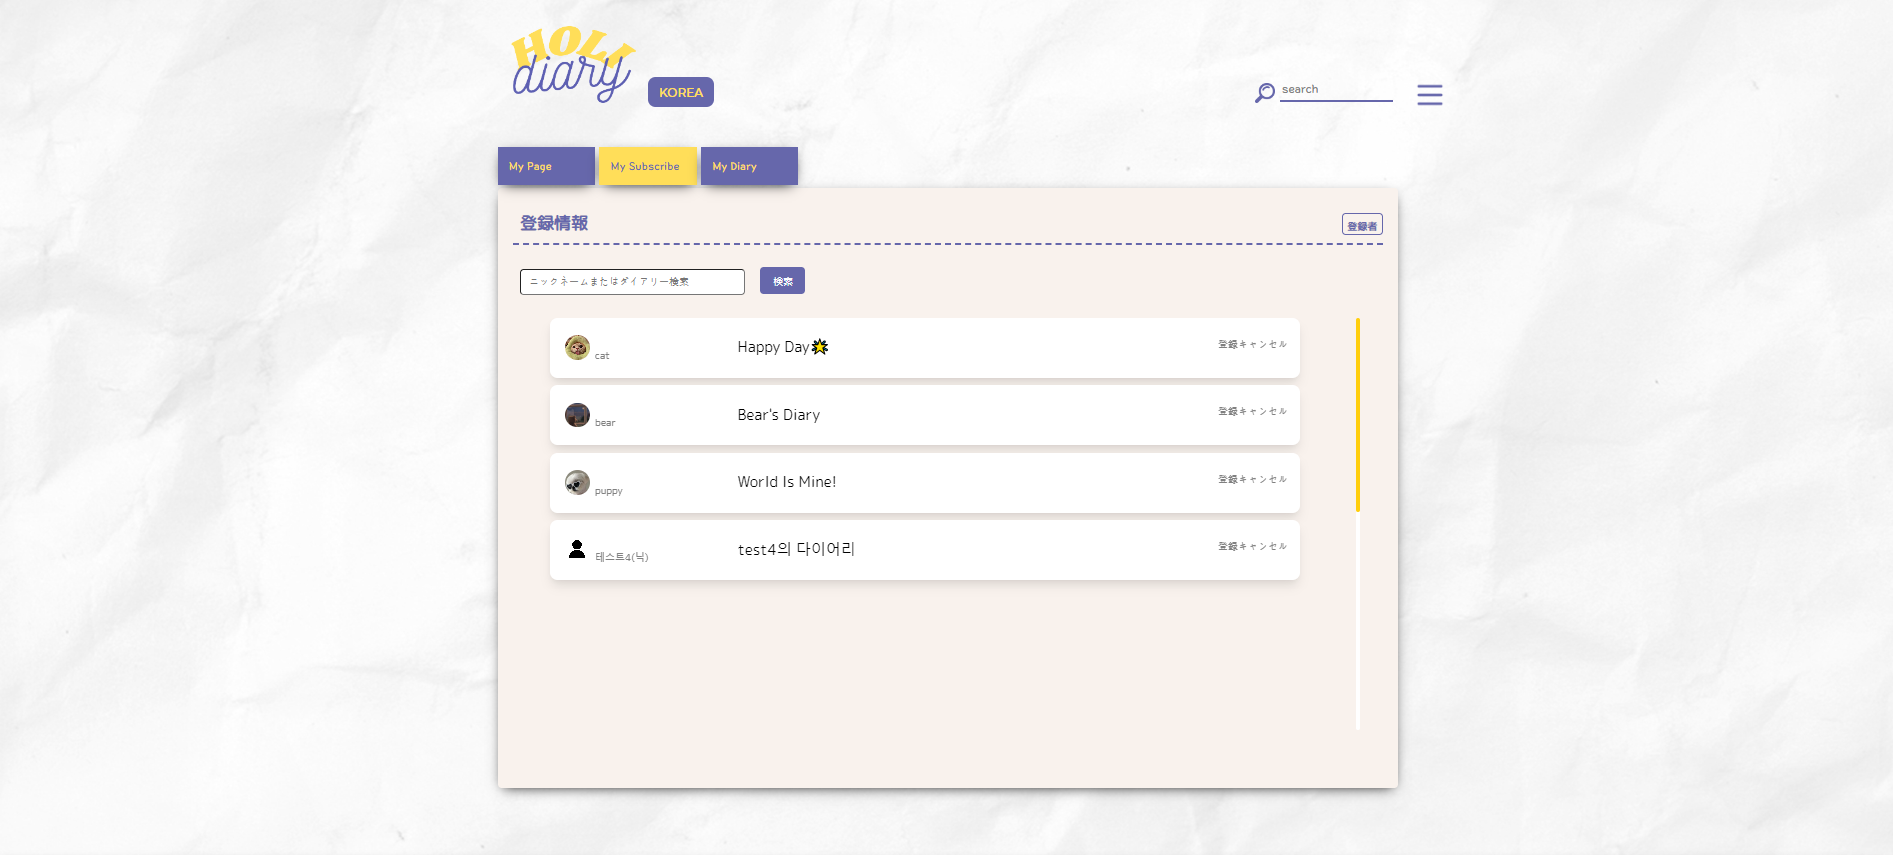 HOLI
diary
KOREA
search
My Page
My Subscribe
My Diary
登録情報
登録者
ニックネームまたはダイアリー検索
検索
cat
Happy Day🌟
登録キャンセル
bear
Bear's Diary
登録キャンセル
puppy
World Is Mine!
登録キャンセル
테스트4(닉)
test4의 다이어리
登録キャンセル